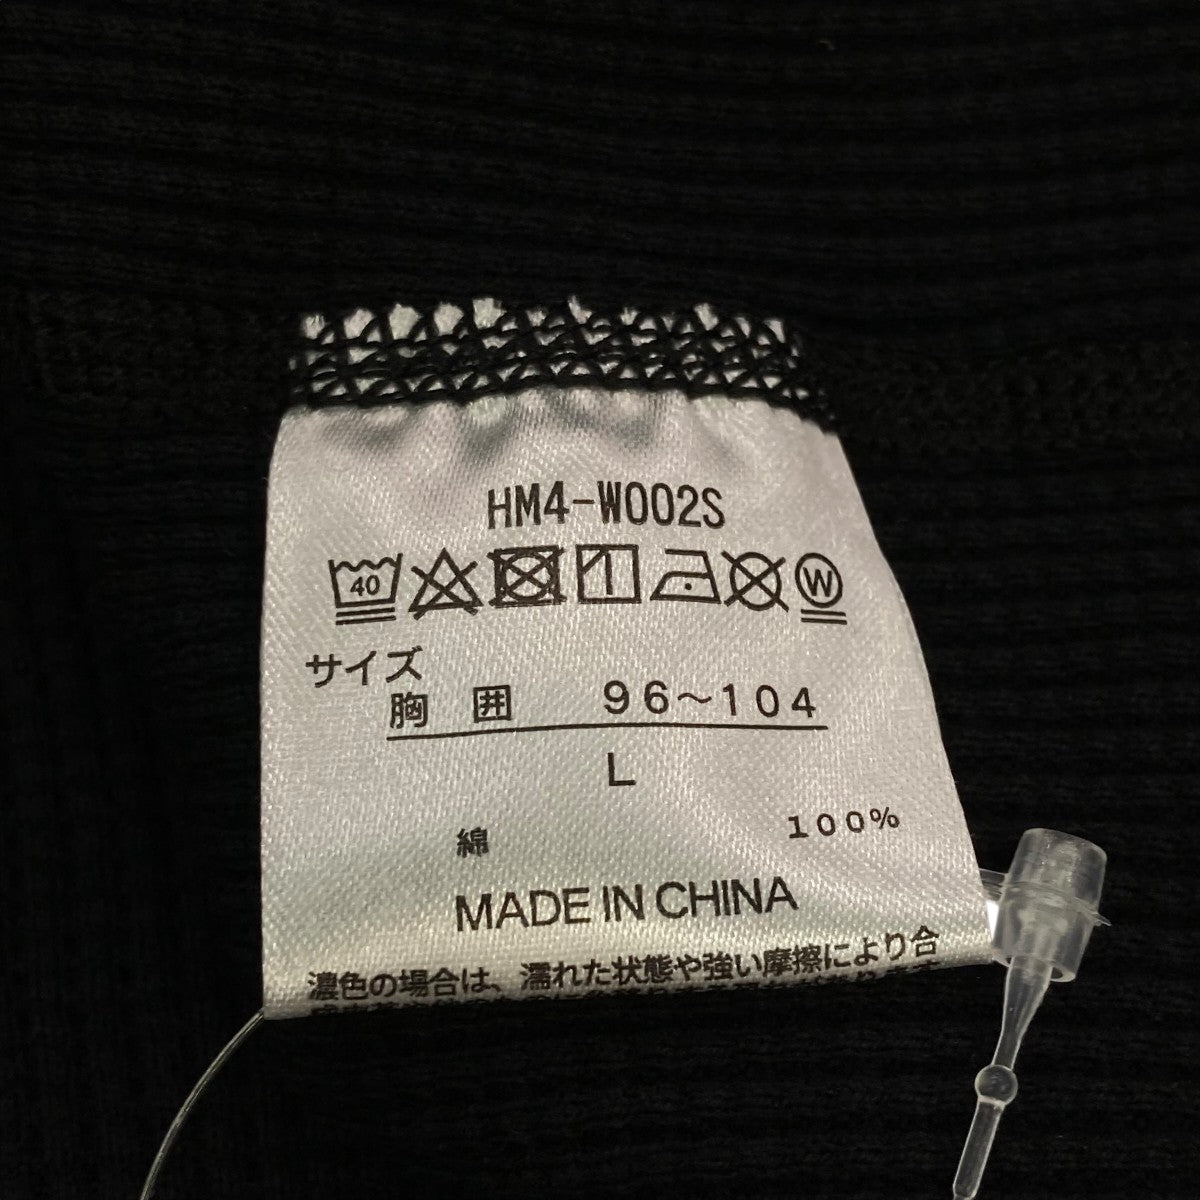 HM4-W002S
40 W
サイズ
胸 囲 96～104
L
綿 100%
MADE IN CHINA
濃色の場合は、濡れた状態や強い摩擦により合